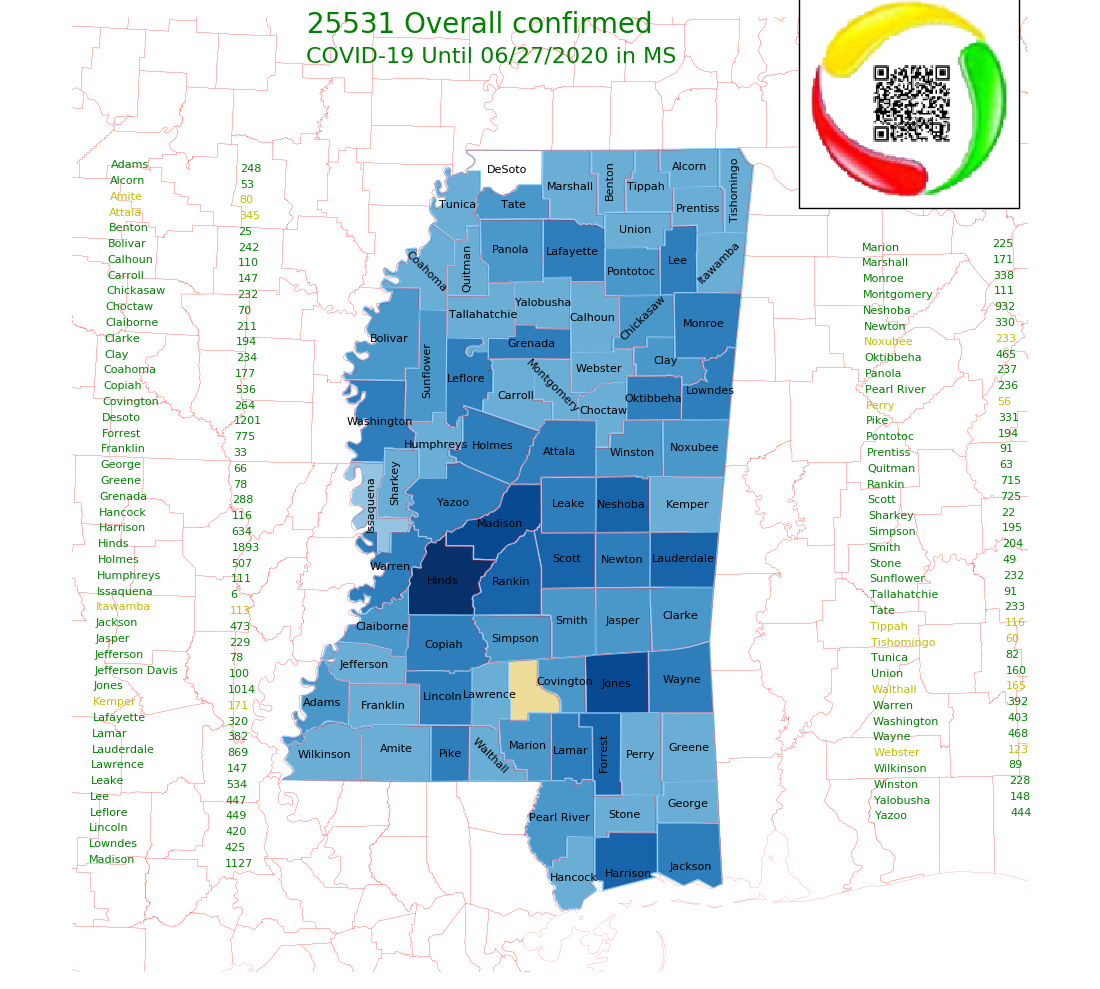 25531 Overall confirmed
COVID-19 Until 06/27/2020 in MS
Adams 248
Alcorn 53
Amite 80
Attala 345
Benton 25
Bolivar 242
Calhoun 110
Carroll 147
Chickasaw 232
Choctaw 70
Claiborne 211
Clarke 194
Clay 234
Coahoma 177
Copiah 536
Covington 264
Desoto 1201
Forrest 775
Franklin 33
George 66
Greene 78
Grenada 288
Hancock 116
Harrison 634
Hinds 1893
Holmes 507
Humphreys 111
Issaquena 6
Itawamba 113
Jackson 473
Jasper 229
Jefferson 78
Jefferson Davis 100
Jones 1014
Kemper 171
Lafayette 320
Lamar 382
Lauderdale 869
Lawrence 147
Leake 534
Lee 447
Leflore 449
Lincoln 420
Lowndes 425
Madison 1127
DeSoto
Marshall
Benton
Tippah
Alcorn
Tishomingo
Tunica
Tate
Prentiss
Union
Panola
Lafayette
Pontotoc
Lee
Itawamba
Coahoma
Quitman
Yalobusha
Tallahatchie
Calhoun
Chickasaw
Monroe
Bolivar
Sunflower
Grenada
Clay
Leflore
Webster
Montgomery
Carroll
Choctaw
Oktibbeha
Lowndes
Washington
Humphreys
Holmes
Attala
Winston
Noxubee
Issaquena
Sharkey
Yazoo
Madison
Leake
Neshoba
Kemper
Warren
Hinds
Rankin
Scott
Newton
Lauderdale
Claiborne
Copiah
Simpson
Smith
Jasper
Clarke
Jefferson
Adams
Franklin
Lincoln
Lawrence
Covington
Jones
Wayne
Wilkinson
Amite
Pike
Walthall
Marion
Lamar
Forrest
Perry
Greene
Pearl River
Stone
George
Hancock
Harrison
Jackson
Marion 225
Marshall 171
Monroe 338
Montgomery 111
Neshoba 932
Newton 330
Noxubee 233
Oktibbeha 465
Panola 237
Pearl River 236
Perry 56
Pike 331
Pontotoc 194
Prentiss 91
Quitman 63
Rankin 715
Scott 725
Sharkey 22
Simpson 195
Smith 204
Stone 49
Sunflower 232
Tallahatchie 91
Tate 233
Tippah 116
Tishomingo 60
Tunica 82
Union 160
Walthall 165
Warren 392
Washington 403
Wayne 468
Webster 123
Wilkinson 89
Winston 228
Yalobusha 148
Yazoo 444